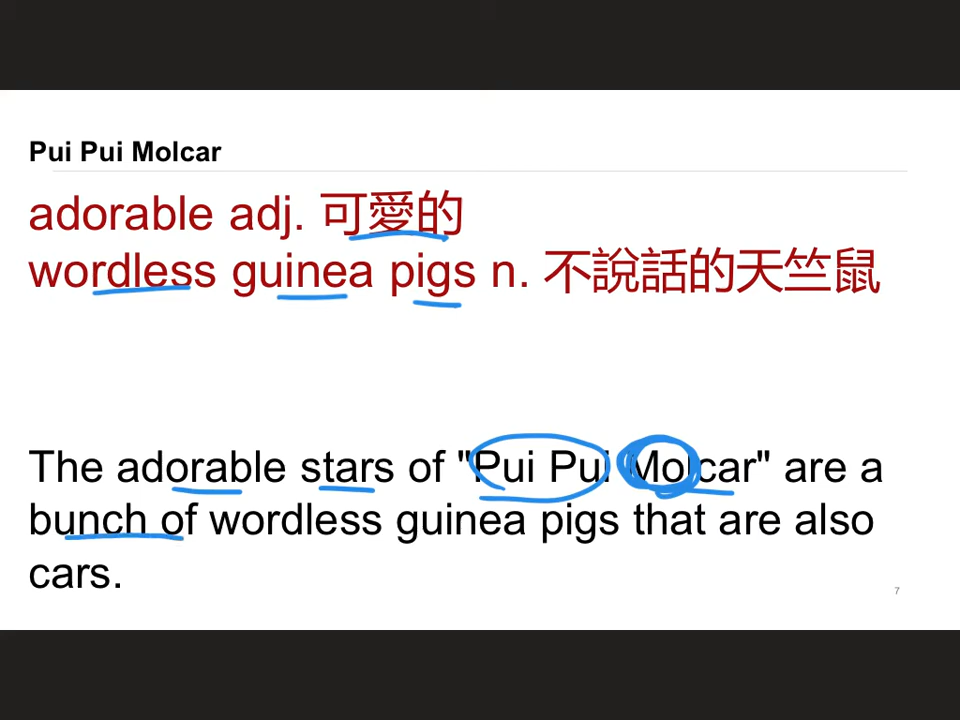 Pui Pui Molcar
adorable adj. 可愛的
wordless guinea pigs n. 不說話的天竺鼠
The adorable stars of "Pui Pui Molcar" are a
bunch of wordless guinea pigs that are also
cars.
7